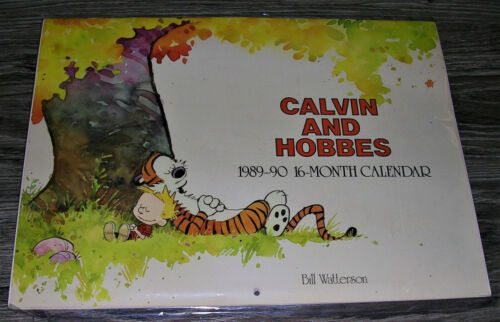 CALVIN
AND
HOBBES
1989-90 16-MONTH CALENDAR
Bill Watterson